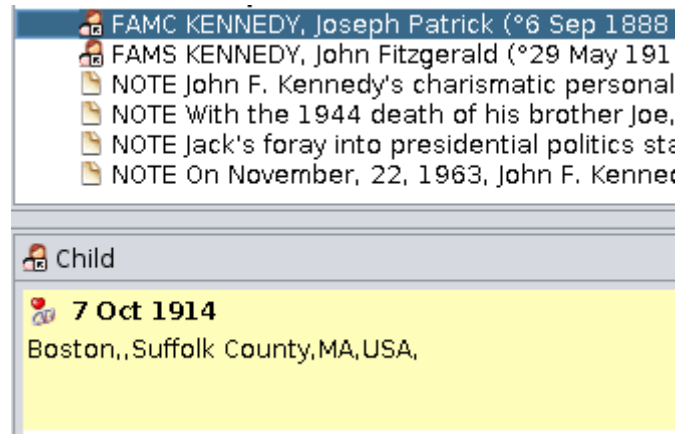 FAMC KENNEDY, Joseph Patrick (°6 Sep 1888
FAMS KENNEDY, John Fitzgerald (°29 May 191
NOTE John F. Kennedy's charismatic personal
NOTE With the 1944 death of his brother Joe,
NOTE Jack's foray into presidential politics sta
NOTE On November, 22, 1963, John F. Kenned
Child
7 Oct 1914
Boston,,Suffolk County,MA,USA,